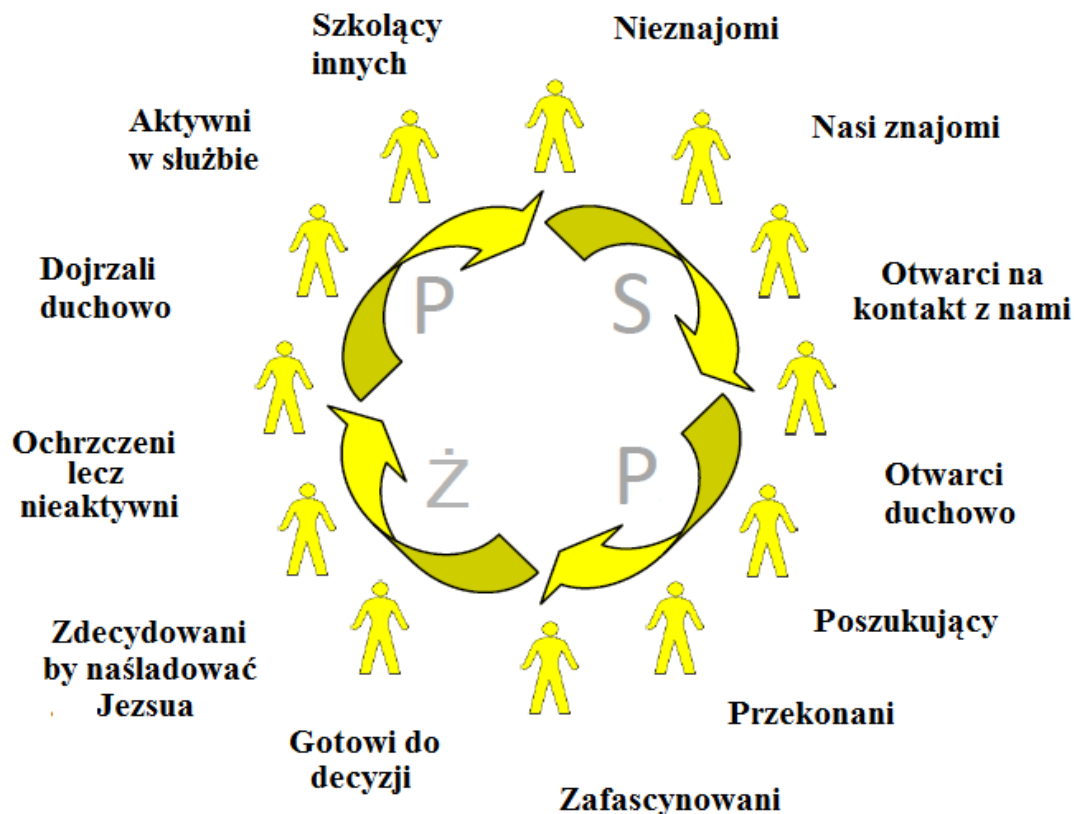 Szkolący
innych
Nieznajomi
Nasi znajomi
Otwarci na
kontakt z nami
Otwarci
duchowo
Poszukujący
Przekonani
Zafascynowani
Gotowi do
decyzji
Zdecydowani
by naśladować
Jezsua
Ochrzczeni
lecz
nieaktywni
Dojrzali
duchowo
Aktywni
w służbie
P
S
Ż
P